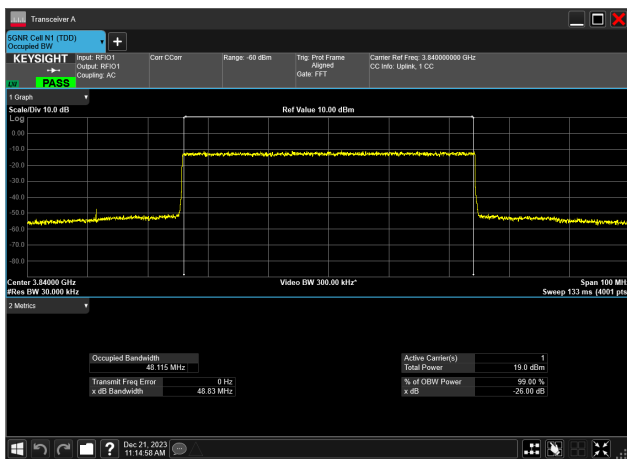 Transceiver A
5GNR Cell N1 (TDD)
Occupied BW
KEYSIGHT
PASS
Input: RFIO1
Output: RFIO1
Coupling: AC
Corr CCorr
Range: -60 dBm
Trig: Prot Frame
Aligned
Gate: FFT
Carrier Ref Freq: 3.840000000 GHz
CC Info: Uplink, 1 CC
1 Graph
Scale/Div 10.0 dB
Ref Value 10.00 dBm
Log
0.00
-10.0
-20.0
-30.0
-40.0
-50.0
-60.0
-70.0
-80.0
Center 3.84000 GHz
Video BW 300.00 kHz*
Span 100 MHz
#Res BW 30.000 kHz
Sweep 133 ms (4001 pts
2 Metrics
Occupied Bandwidth
48.115 MHz
Transmit Freq Error 0 Hz
x dB Bandwidth 48.83 MHz
Active Carrier(s) 1
Total Power 19.0 dBm
% of OBW Power 99.00 %
x dB -26.00 dB
Dec 21, 2023
11:14:58 AM